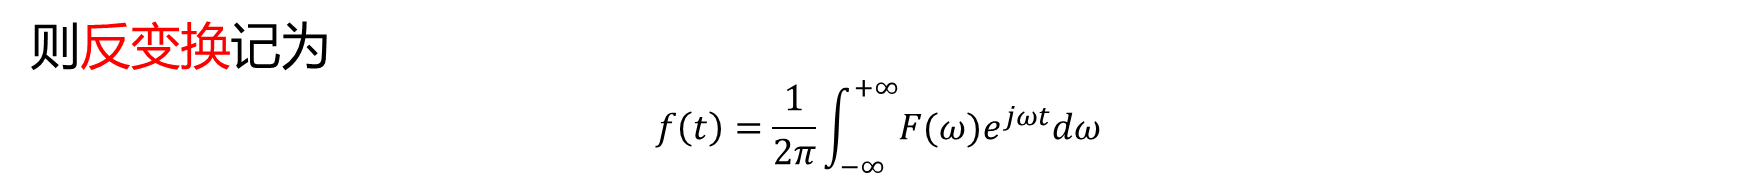 则反变换记为
f(t) = \frac{1}{2\pi} \int_{-\infty}^{+\infty} F(\omega) e^{j\omega t} d\omega